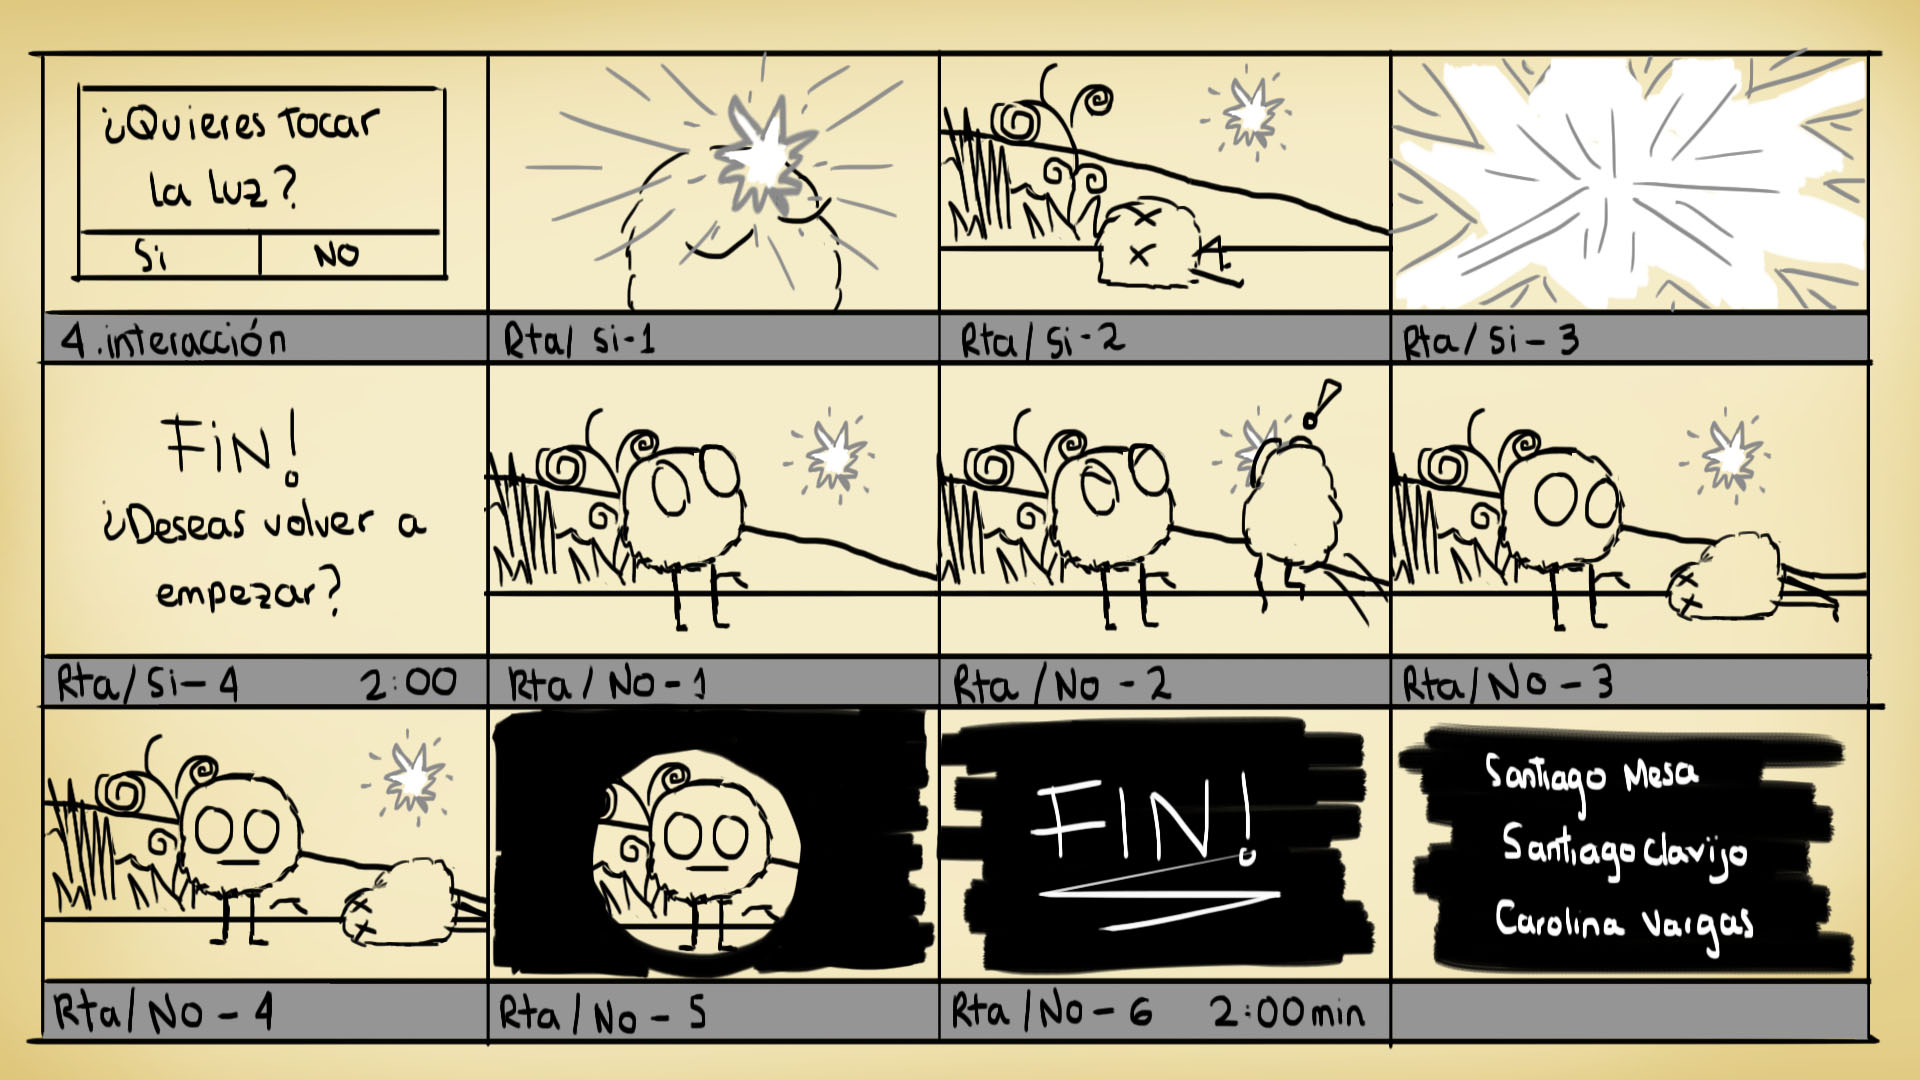 ¿Quieres tocar
la luz?
Si NO
4.interacción
Rta/ Si-1
Rta/Si-2
Rta/Si-3
FiN!
¿Deseas volver a
empezar?
Rta/Si-4 2:00
Rta/No-1
!
Rta/No-2
Rta/No-3
Rta/No-4
Rta/No-5
FIN!
Rta/No-6 2:00min
Santiago Mesa
Santiago Clavijo
Carolina Vargas